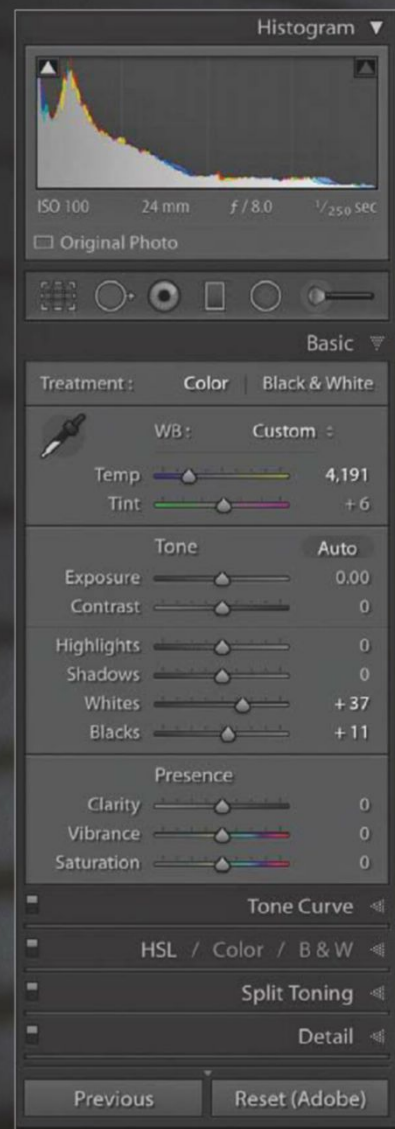 Histogram
ISO 100 24 mm f / 8.0 1/250 sec
Original Photo
Basic
Treatment : Color | Black & White
WB : Custom
Temp 4,191
Tint + 6
Tone Auto
Exposure 0.00
Contrast 0
Highlights 0
Shadows 0
Whites + 37
Blacks + 11
Presence
Clarity 0
Vibrance 0
Saturation 0
Tone Curve
HSL / Color / B & W
Split Toning
Detail
Previous Reset (Adobe)